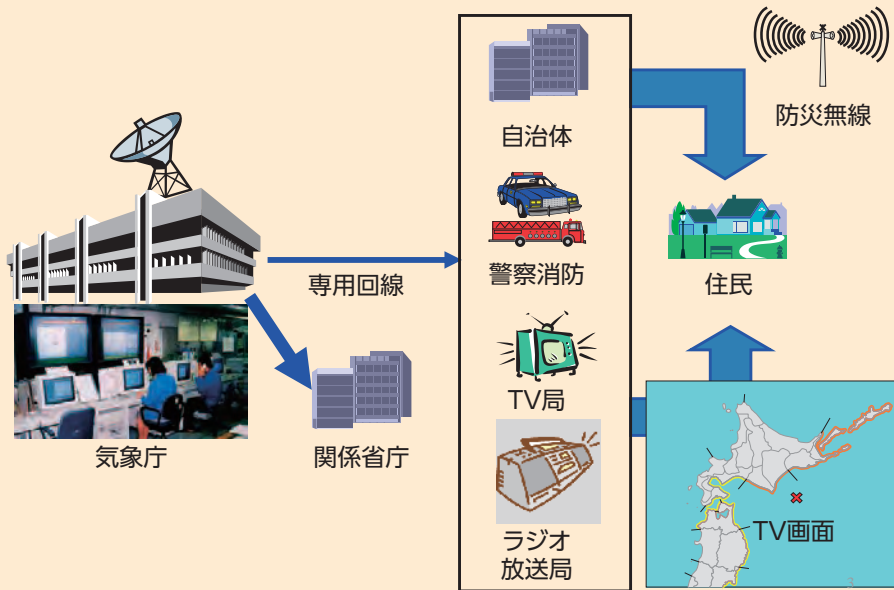 自治体
防災無線
警察消防
専用回線
住民
TV局
気象庁
関係省庁
ラジオ
放送局
TV画面
3